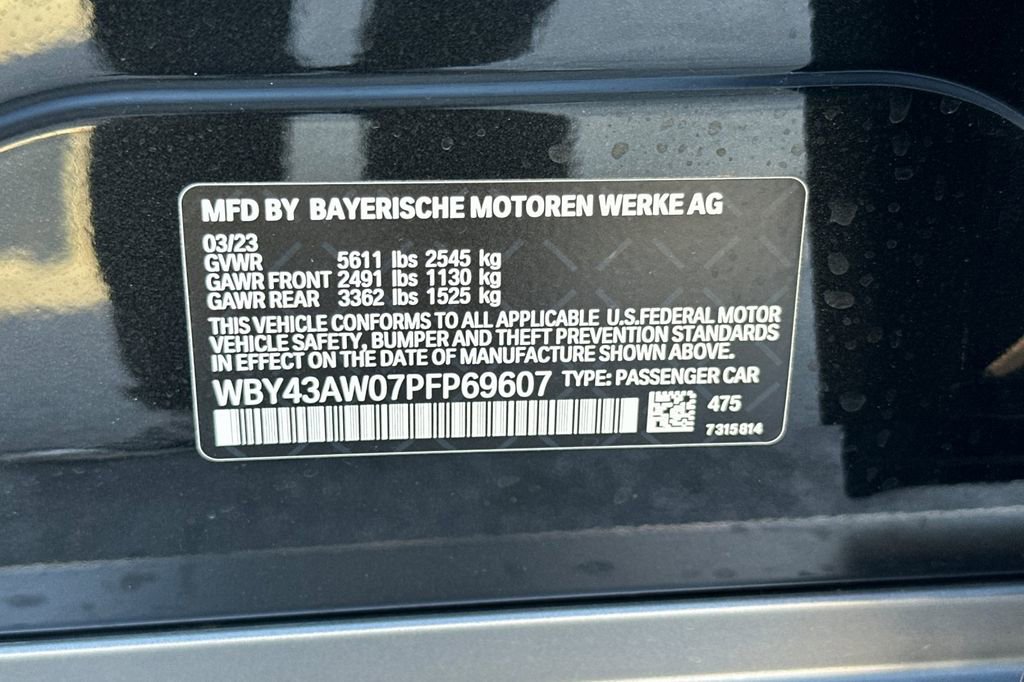 MFD BY BAYERISCHE MOTOREN WERKE AG
03/23
GVWR 5611 lbs 2545 kg
GAWR FRONT 2491 lbs 1130 kg
GAWR REAR 3362 lbs 1525 kg
THIS VEHICLE CONFORMS TO ALL APPLICABLE U.S.FEDERAL MOTOR
VEHICLE SAFETY, BUMPER AND THEFT PREVENTION STANDARDS
IN EFFECT ON THE DATE OF MANUFACTURE SHOWN ABOVE.
WBY43AW07PFP69607 TYPE: PASSENGER CAR
475
7315814